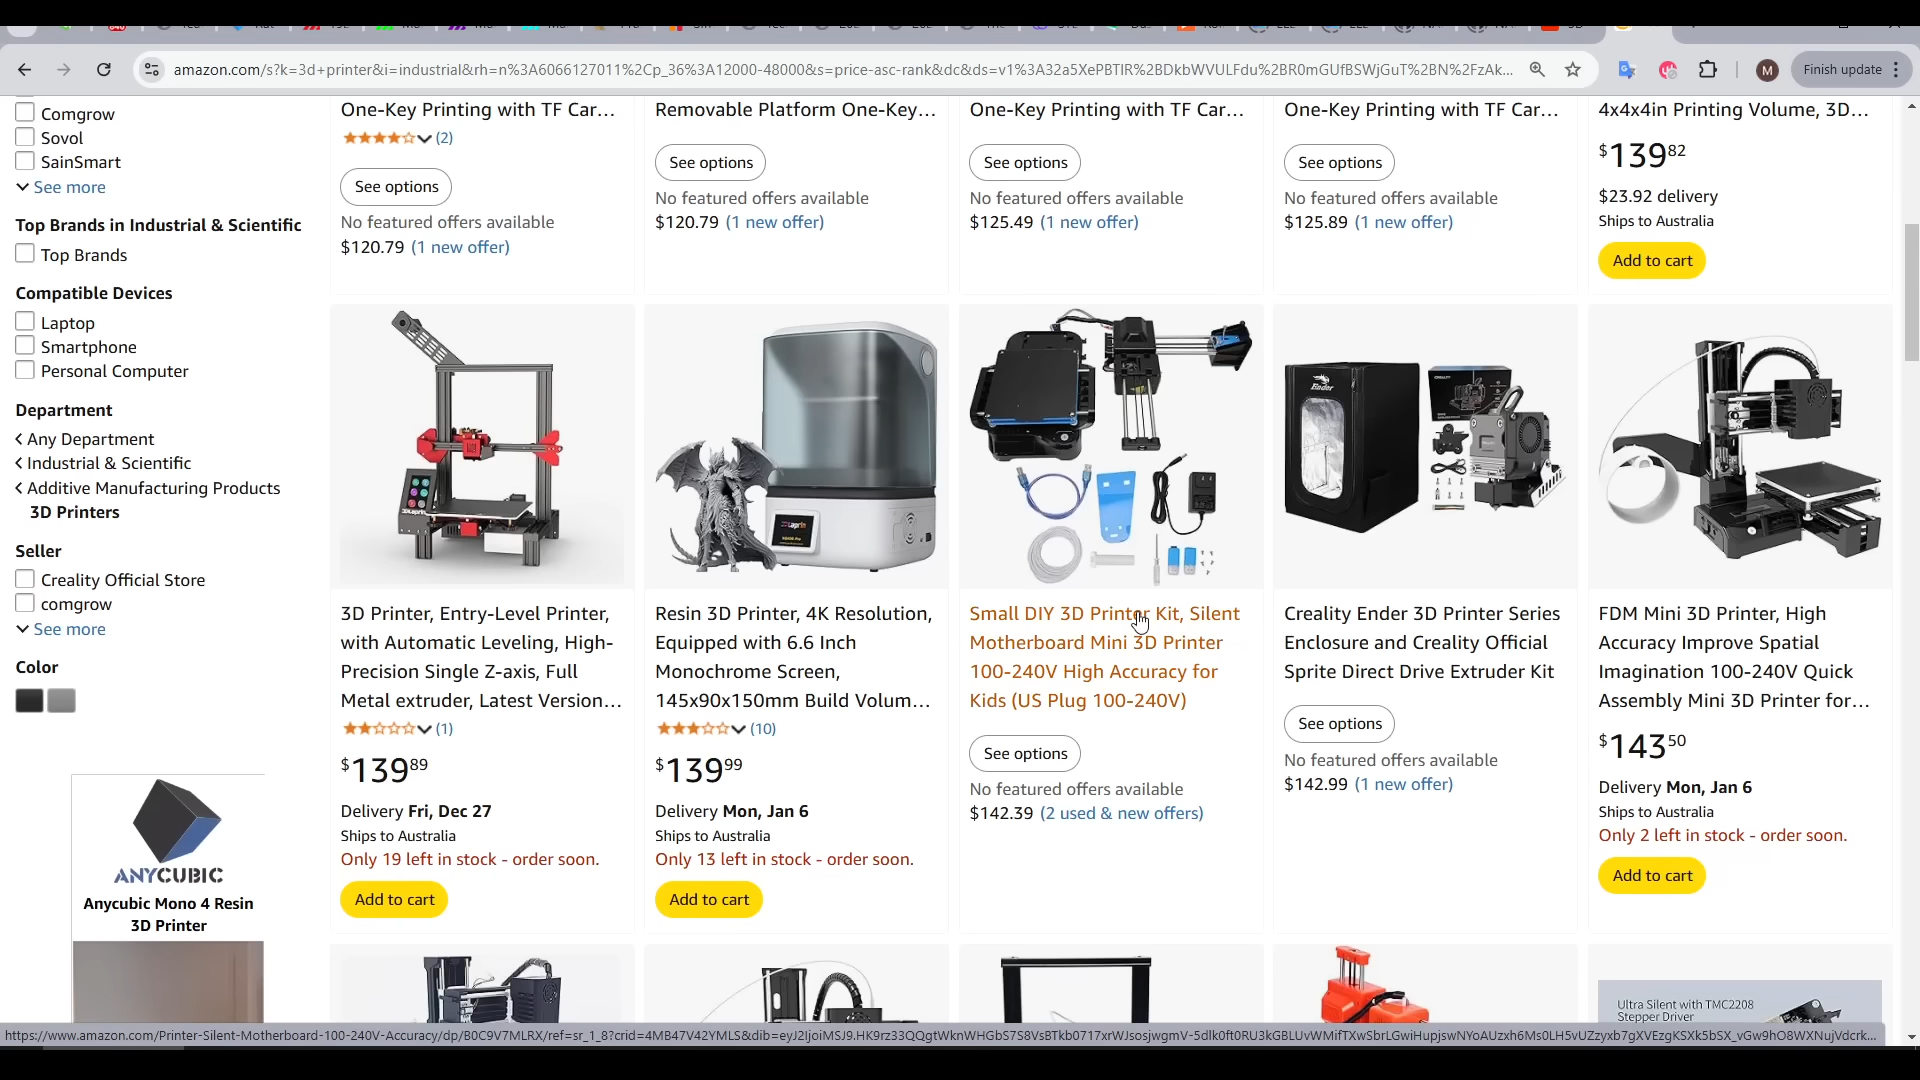 amazon.com/s?k=3d+printer&i=industrial&rh=n%3A6066127011%2Cp_36%3A12000-48000&s=price-asc-rank&dc&ds=v1%3A32a5XePBTIR%2BDkbWVULFdu%2BR0mGUfBSWjGuT%2BN%2FzAk...
M
Finish update
Comgrow
Sovol
SainSmart
See more
Top Brands in Industrial & Scientific
Top Brands
Compatible Devices
Laptop
Smartphone
Personal Computer
Department
Any Department
Industrial & Scientific
Additive Manufacturing Products
3D Printers
Seller
Creality Official Store
comgrow
See more
Color
ANYCUBIC
Anycubic Mono 4 Resin
3D Printer
One-Key Printing with TF Car...
(2)
See options
No featured offers available
$120.79 (1 new offer)
Removable Platform One-Key...
See options
No featured offers available
$120.79 (1 new offer)
One-Key Printing with TF Car...
See options
No featured offers available
$125.49 (1 new offer)
One-Key Printing with TF Car...
See options
No featured offers available
$125.89 (1 new offer)
4x4x4in Printing Volume, 3D...
$139 82
$23.92 delivery
Ships to Australia
Add to cart
3D Printer, Entry-Level Printer,
with Automatic Leveling, High-
Precision Single Z-axis, Full
Metal extruder, Latest Version...
(1)
$139 89
Delivery Fri, Dec 27
Ships to Australia
Only 19 left in stock - order soon.
Add to cart
Resin 3D Printer, 4K Resolution,
Equipped with 6.6 Inch
Monochrome Screen,
145x90x150mm Build Volum...
(10)
$139 99
Delivery Mon, Jan 6
Ships to Australia
Only 13 left in stock - order soon.
Add to cart
Small DIY 3D Printer Kit, Silent
Motherboard Mini 3D Printer
100-240V High Accuracy for
Kids (US Plug 100-240V)
See options
No featured offers available
$142.39 (2 used & new offers)
Ender
Creality Ender 3D Printer Series
Enclosure and Creality Official
Sprite Direct Drive Extruder Kit
See options
No featured offers available
$142.99 (1 new offer)
FDM Mini 3D Printer, High
Accuracy Improve Spatial
Imagination 100-240V Quick
Assembly Mini 3D Printer for...
$143 50
Delivery Mon, Jan 6
Ships to Australia
Only 2 left in stock - order soon.
Add to cart
Ultra Silent with TMC2208
Stepper Driver